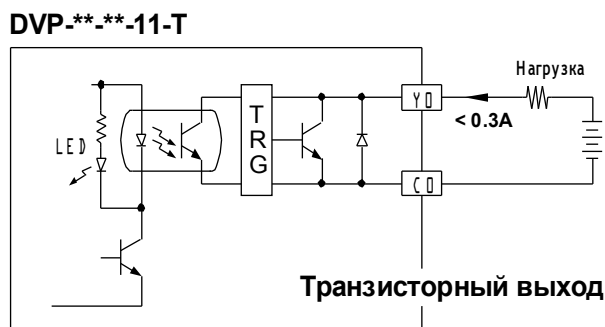 DVP-**-**-11-T
Нагрузка
Y0
< 0.3A
LED
T
R
G
C0
Транзисторный выход